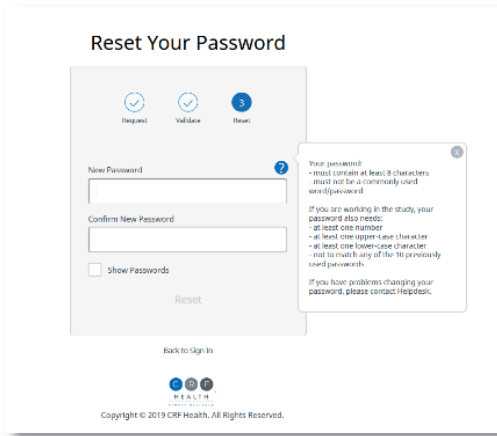 Reset Your Password
3
Request Validate Reset
New Password
?
Confirm New Password
Show Passwords
Reset
x
Your password:
- must contain at least 8 characters
- must not be a commonly used
word/password
If you are working in the study, your
password also needs:
- at least one number
- at least one upper-case character
- at least one lower-case character
- not to match any of the 10 previously
used passwords
If you have problems changing your
password, please contact Helpdesk.
Back to Sign In
CRF
HEALTH
Copyright © 2019 CRF Health. All Rights Reserved.